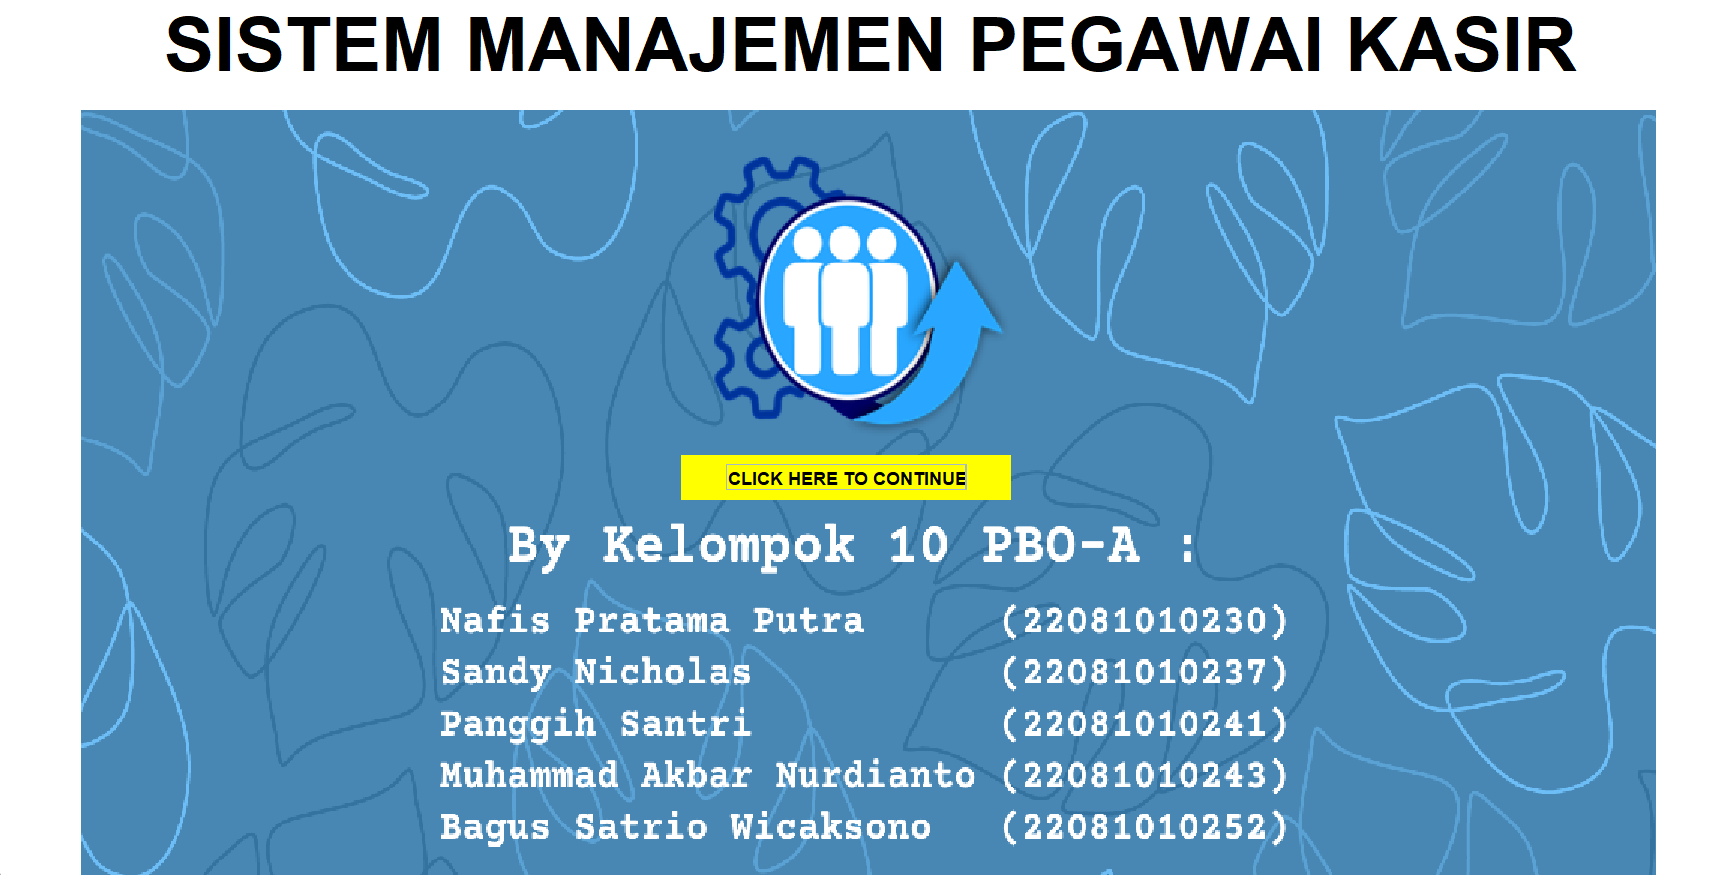 SISTEM MANAJEMEN PEGAWAI KASIR
CLICK HERE TO CONTINUE
By Kelompok 10 PBO-A :
Nafis Pratama Putra (22081010230)
Sandy Nicholas (22081010237)
Panggih Santri (22081010241)
Muhammad Akbar Nurdianto (22081010243)
Bagus Satrio Wicaksono (22081010252)